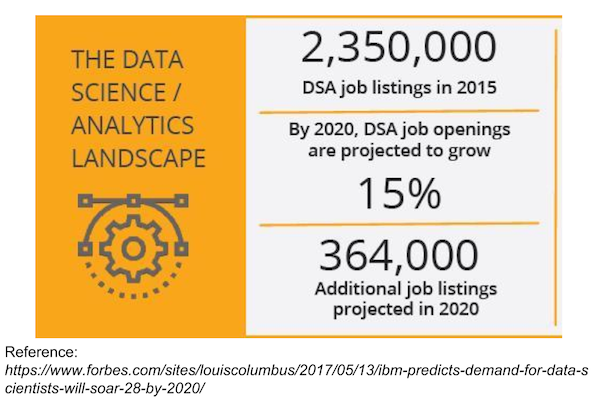 THE DATA
SCIENCE /
ANALYTICS
LANDSCAPE
2,350,000
DSA job listings in 2015
By 2020, DSA job openings
are projected to grow
15%
364,000
Additional job listings
projected in 2020
Reference:
https://www.forbes.com/sites/louiscolumbus/2017/05/13/ibm-predicts-demand-for-data-s
cientists-will-soar-28-by-2020/